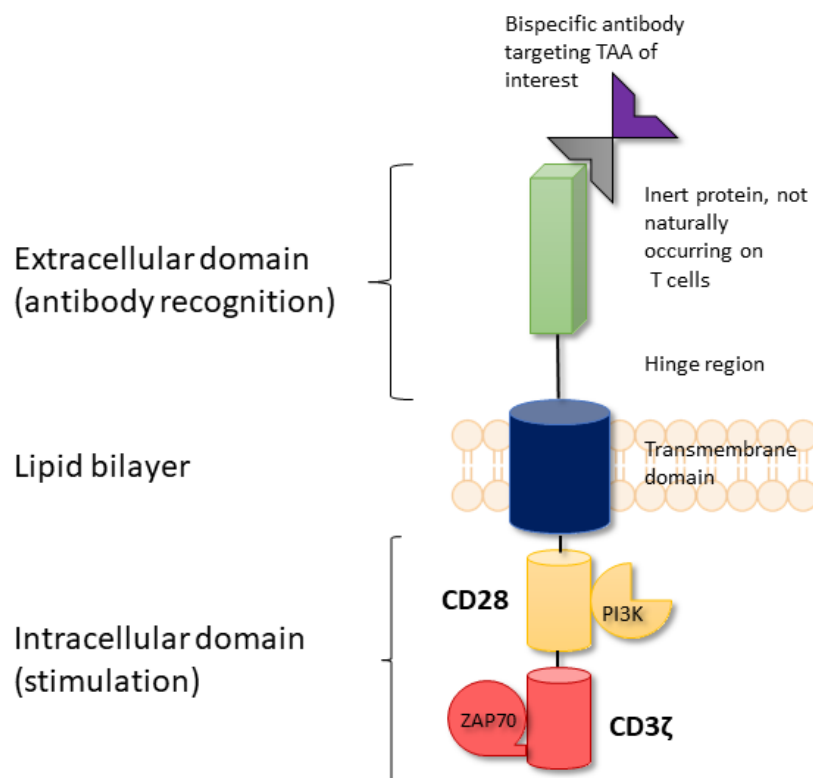 Bispecific antibody
targeting TAA of
interest
Inert protein, not
naturally
occurring on
T cells
Extracellular domain
(antibody recognition)
Hinge region
Lipid bilayer
Transmembrane
domain
CD28
PI3K
Intracellular domain
(stimulation)
ZAP70
CD3ζ